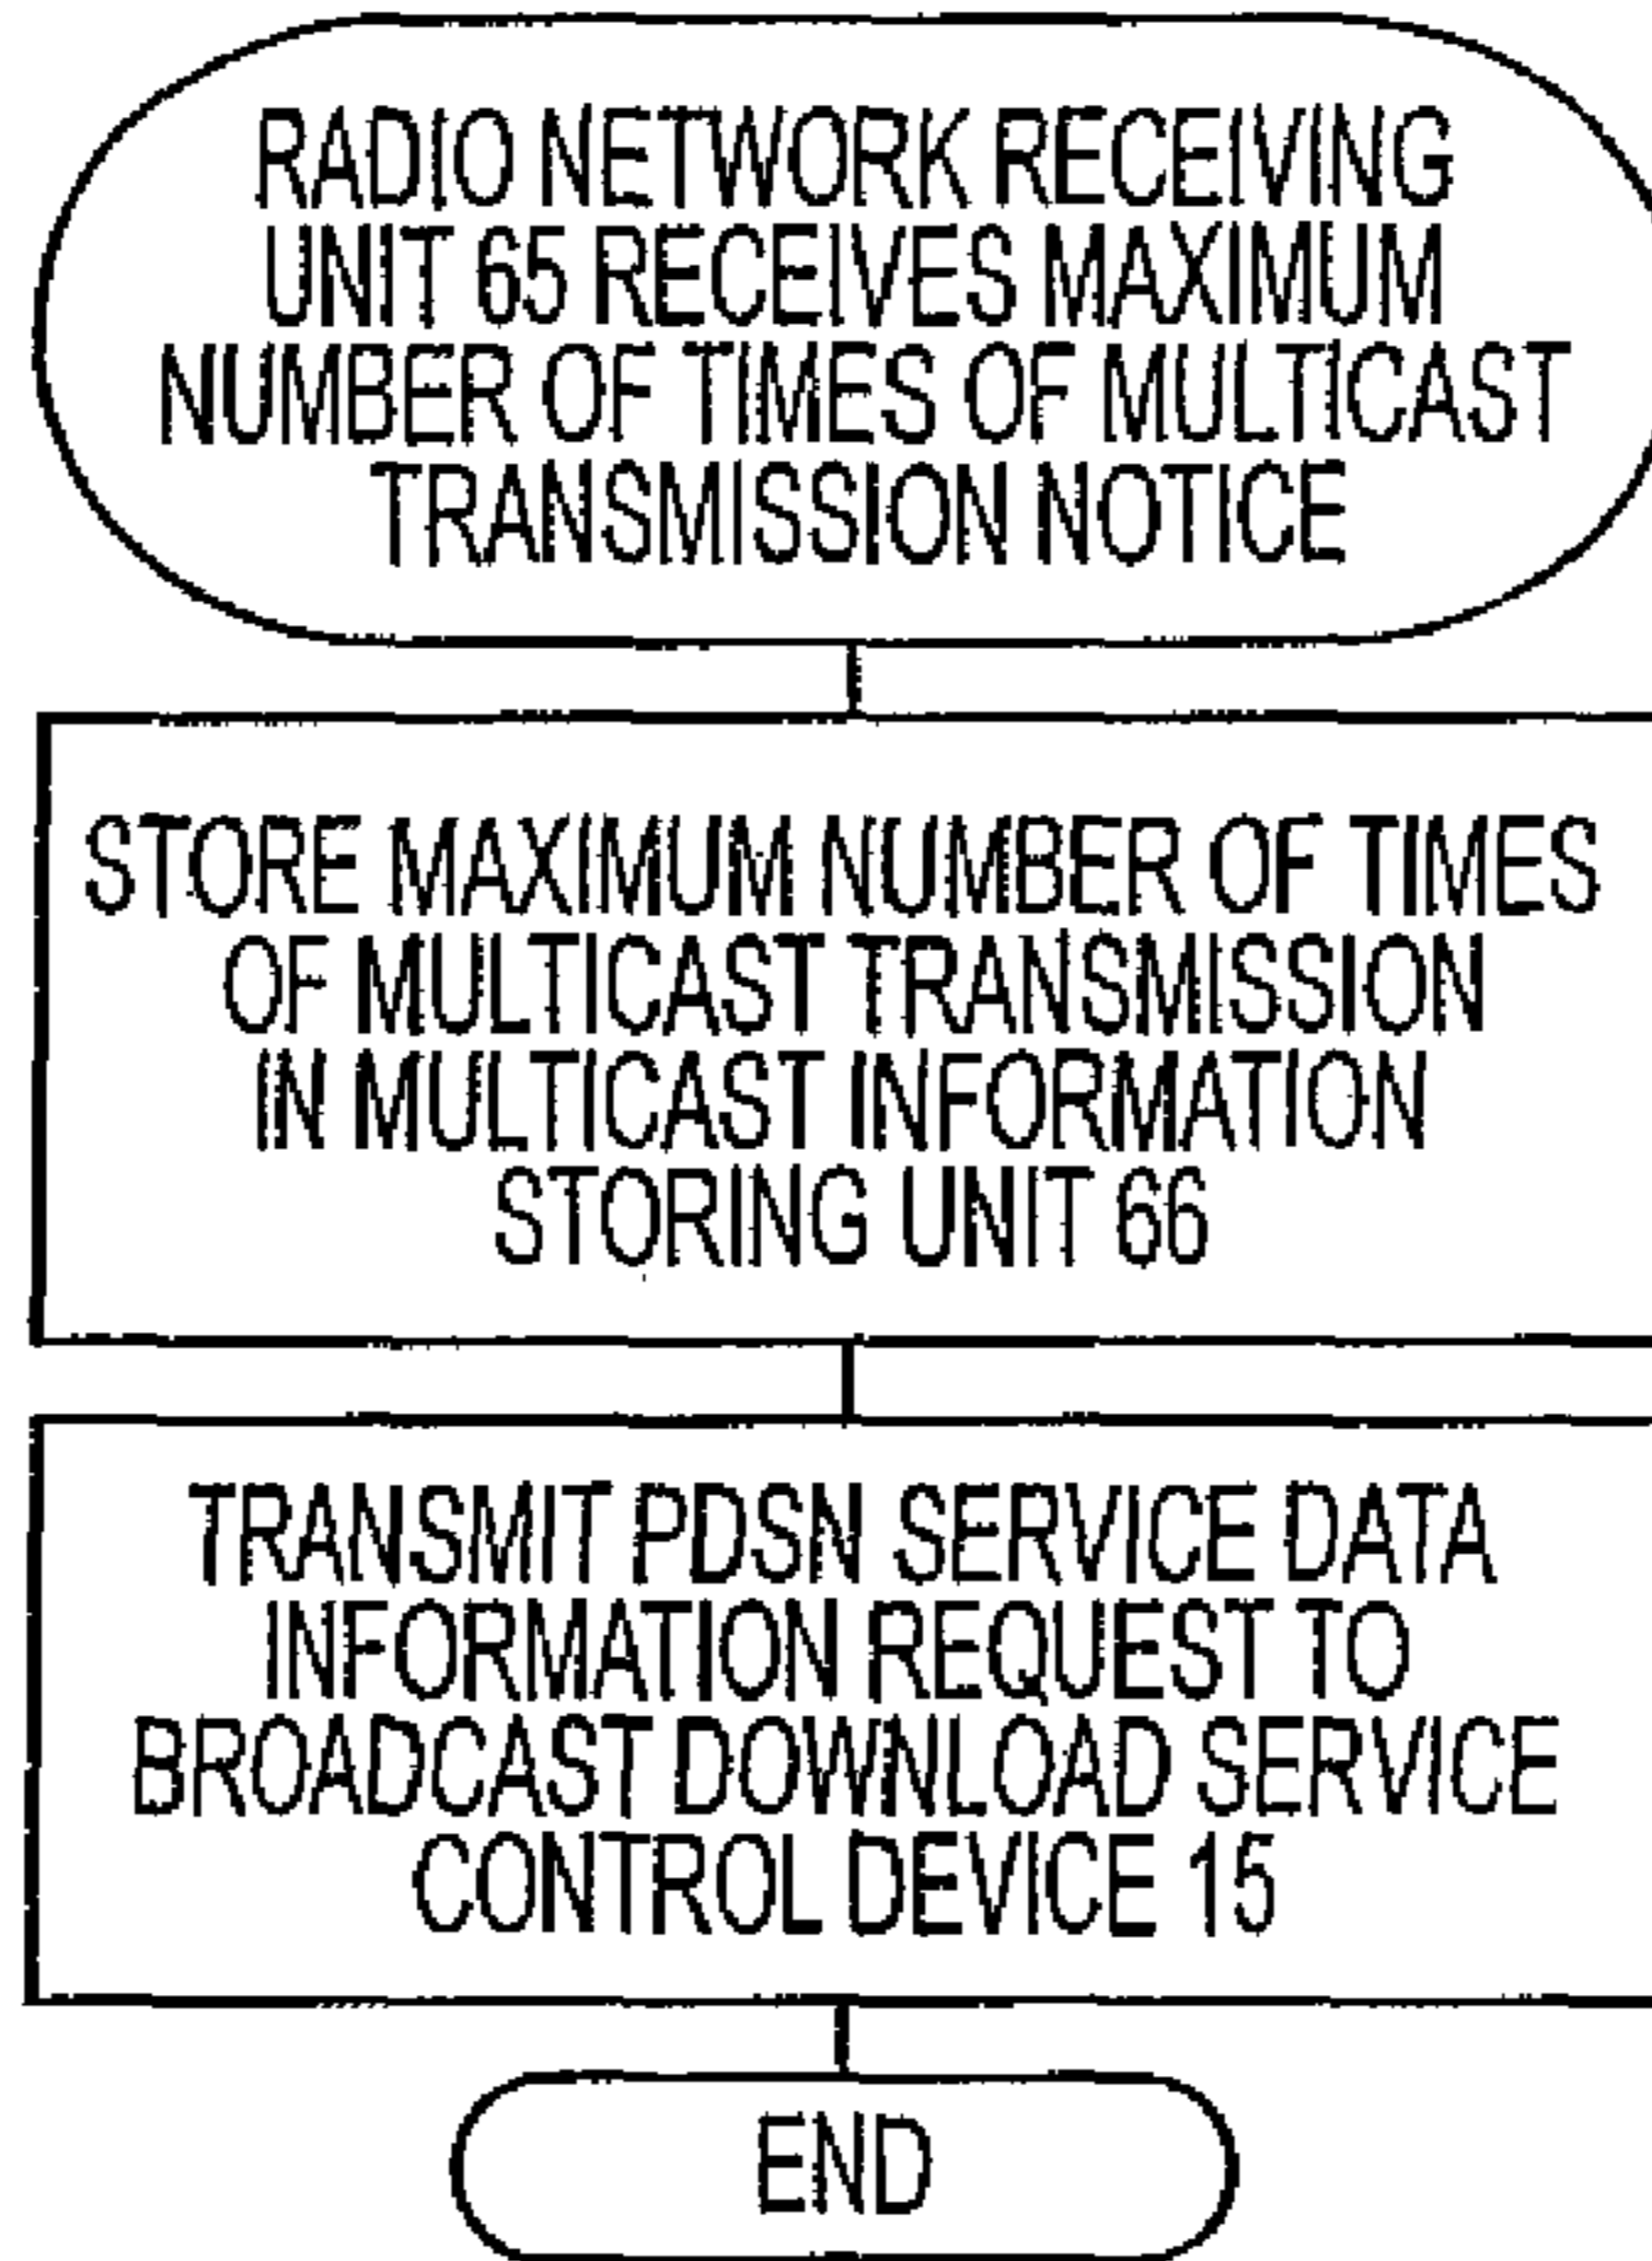 RADIO NETWORK RECEIVING
UNIT 65 RECEIVES MAXIMUM
NUMBER OF TIMES OF MULTICAST
TRANSMISSION NOTICE
STORE MAXIMUM NUMBER OF TIMES
OF MULTICAST TRANSMISSION
IN MULTICAST INFORMATION
STORING UNIT 66
TRANSMIT PDSN SERVICE DATA
INFORMATION REQUEST TO
BROADCAST DOWNLOAD SERVICE
CONTROL DEVICE 15
END